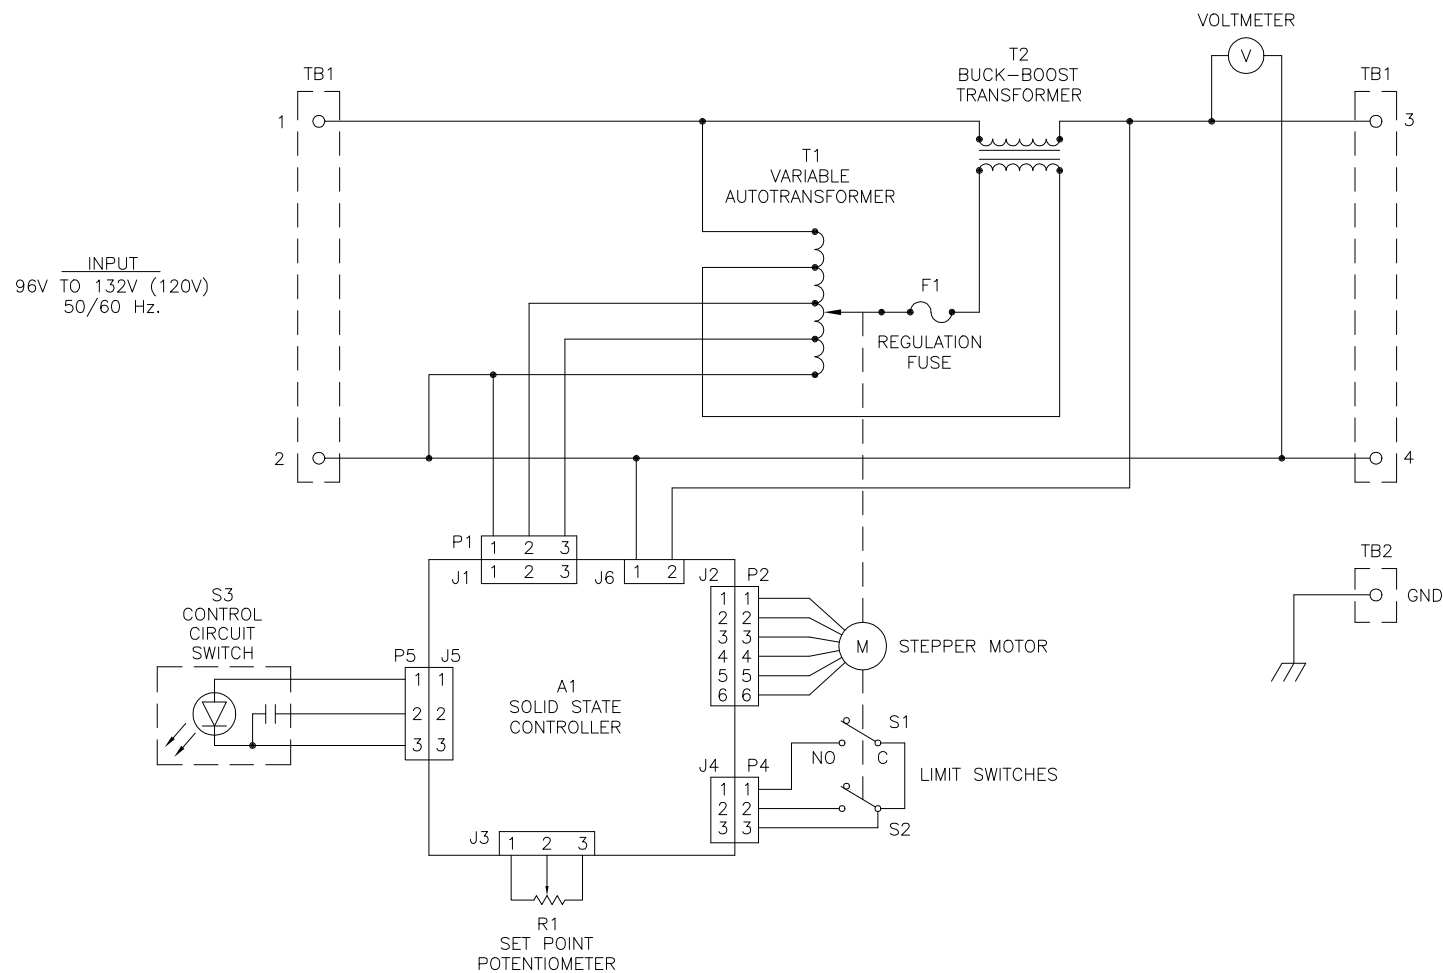 VOLTMETER
V
T2
BUCK-BOOST
TRANSFORMER
TB1
TB1
1
3
T1
VARIABLE
AUTOTRANSFORMER
INPUT
96V TO 132V (120V)
50/60 Hz.
F1
REGULATION
FUSE
2
4
P1
1 2 3
J1
1 2 3
J6
1 2
J2 P2
1 1
2 2
3 3
4 4
5 5
6 6
M
STEPPER MOTOR
TB2
GND
S3
CONTROL
CIRCUIT
SWITCH
P5 J5
1 1
2 2
3 3
A1
SOLID STATE
CONTROLLER
S1
NO C
LIMIT SWITCHES
J4 P4
1 1
2 2
3 3
S2
J3
1 2 3
R1
SET POINT
POTENTIOMETER